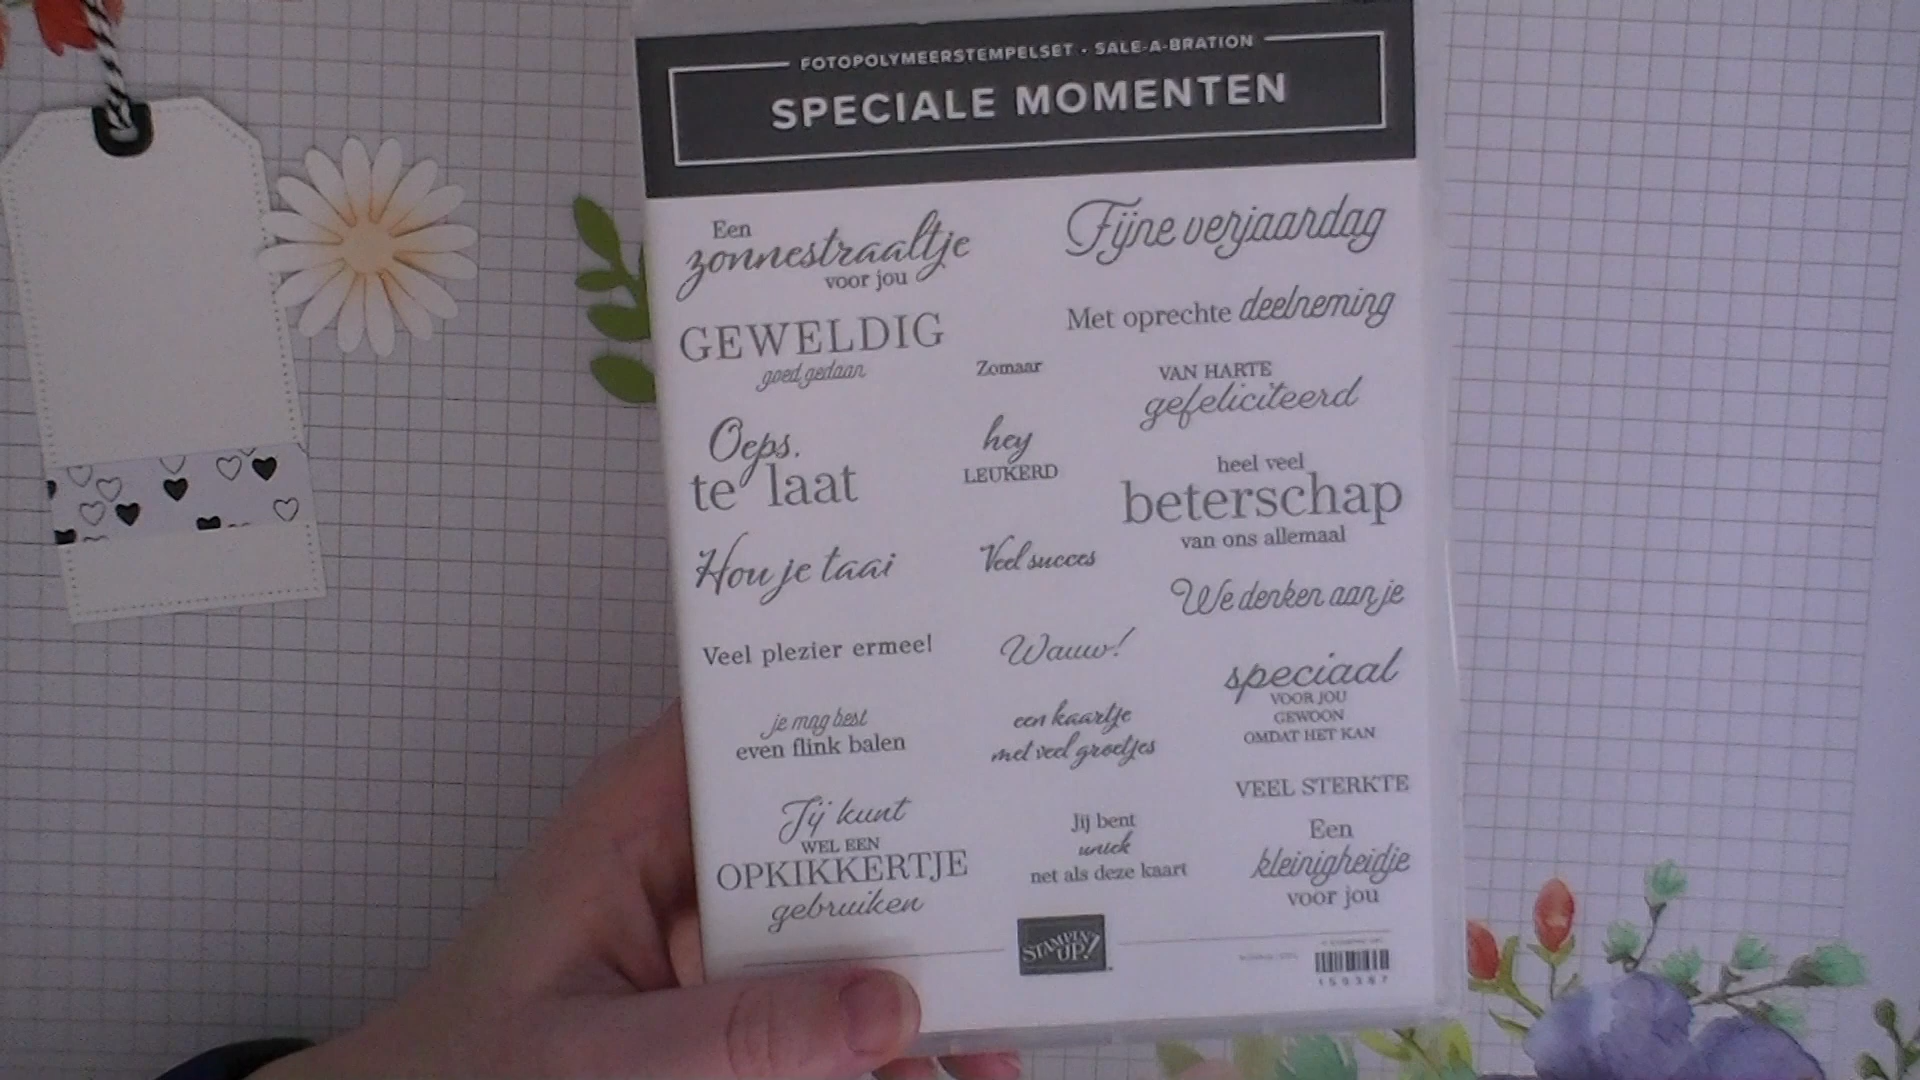 FOTOPOLYMEERSTEMPELSET • SALE-A-BRATION
SPECIALE MOMENTEN
Een
zonnestraaltje
voor jou
Fijne verjaardag
GEWELDIG
goed gedaan
Met oprechte deelneming
Zomaar
VAN HARTE
gefeliciteerd
Oeps.
te laat
hey
LEUKERD
heel veel
beterschap
van ons allemaal
Hou je taai
Veel succes
We denken aan je
Veel plezier ermee!
Wauw!
speciaal
VOOR JOU
GEWOON
OMDAT HET KAN
je mag best
even flink balen
een kaartje
met veel groetjes
VEEL STERKTE
Jij kunt
WEL EEN
OPKIKKERTJE
gebruiken
Jij bent
uniek
net als deze kaart
Een
kleinigheidje
voor jou
STAMPIN' UP!